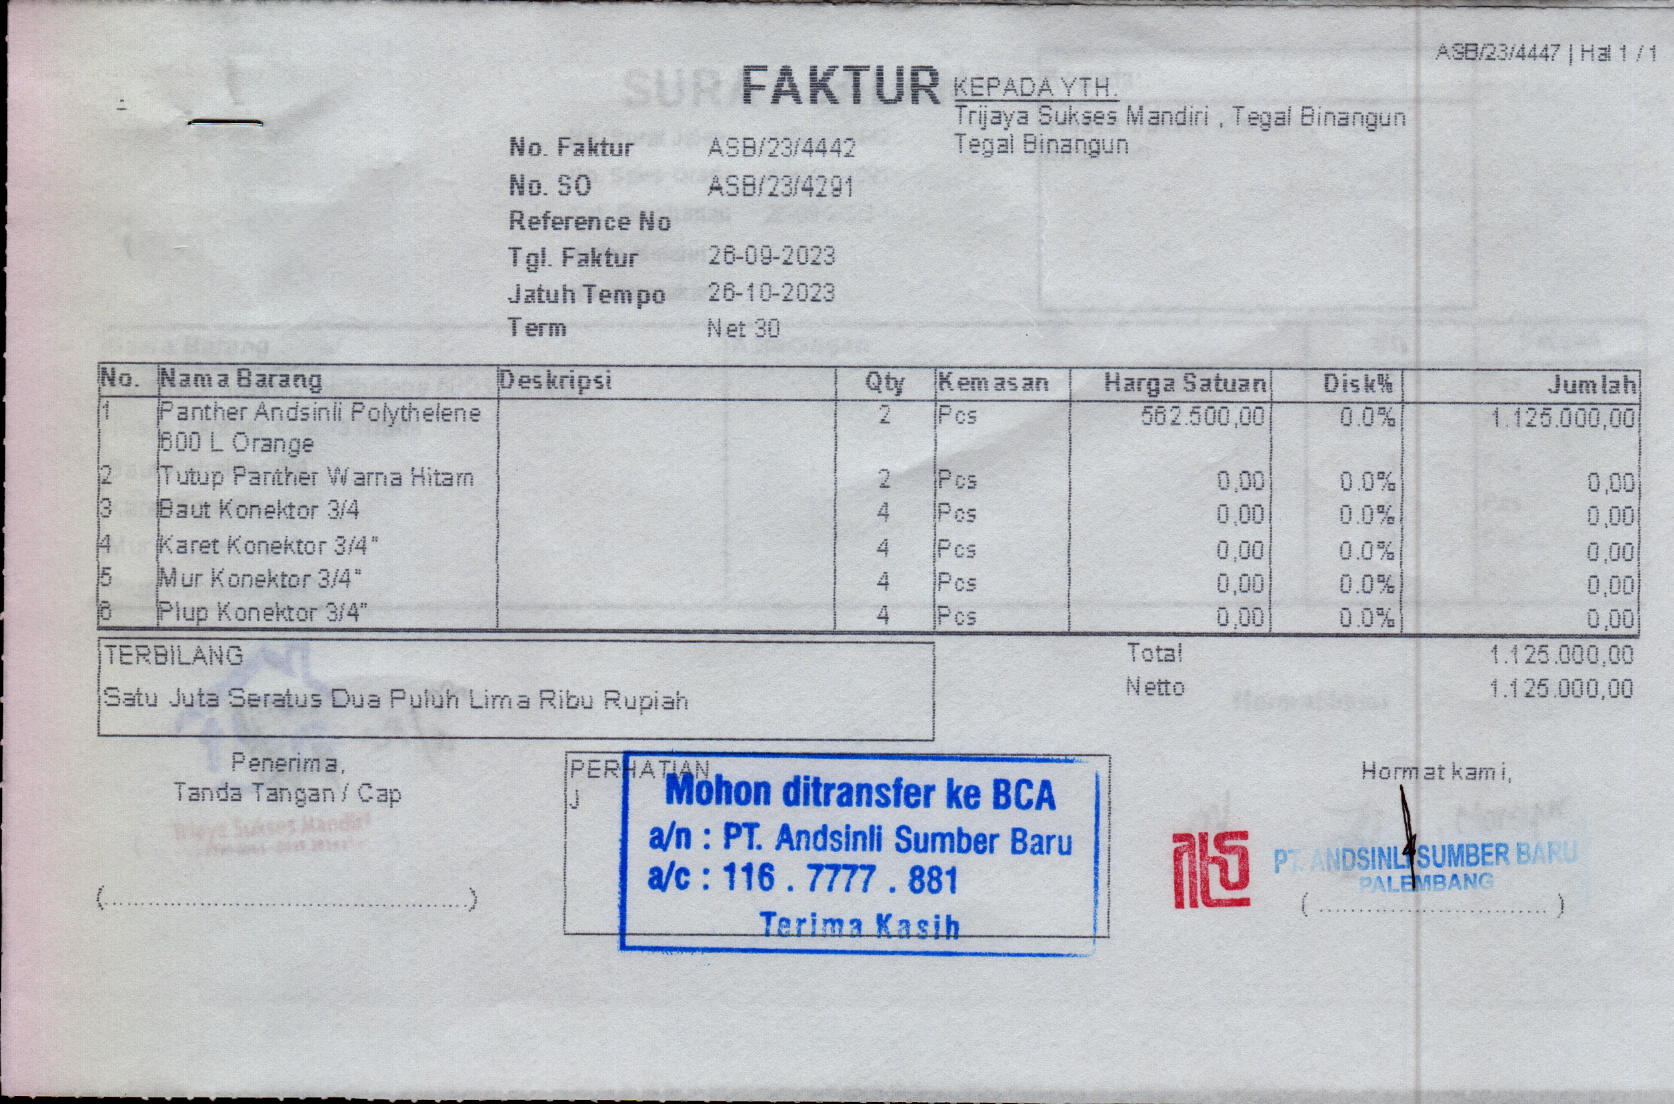 ASB/23/4447 | Hal 1 / 1
FAKTUR
KEPADA YTH.
Trijaya Sukses Mandiri , Tegal Binangun
Tegal Binangun
No. Faktur ASB/23/4442
No. SO ASB/23/4291
Reference No
Tgl. Faktur 26-09-2023
Jatuh Tempo 26-10-2023
Term Net 30
No. Nama Barang Deskripsi Qty Kemasan Harga Satuan Disk% Jumlah
1 Panther Andsinli Polythelene 2 Pcs 562.500,00 0.0% 1.125.000,00
600 L Orange
2 Tutup Panther Warna Hitam 2 Pcs 0,00 0.0% 0,00
3 Baut Konektor 3/4 4 Pcs 0,00 0.0% 0,00
4 Karet Konektor 3/4" 4 Pcs 0,00 0.0% 0,00
5 Mur Konektor 3/4" 4 Pcs 0,00 0.0% 0,00
6 Plup Konektor 3/4" 4 Pcs 0,00 0.0% 0,00
TERBILANG
Satu Juta Seratus Dua Puluh Lima Ribu Rupiah
Total 1.125.000,00
Netto 1.125.000,00
Penerima,
Tanda Tangan / Cap
Trijaya Sukses Mandiri
(..........................................)
PERHATIAN
J
Mohon ditransfer ke BCA
a/n : PT. Andsinli Sumber Baru
a/c : 116 . 7777 . 881
Terima Kasih
Hormat kami,
PT. ANDSINLI SUMBER BARU
PALEMBANG
( ............................ )